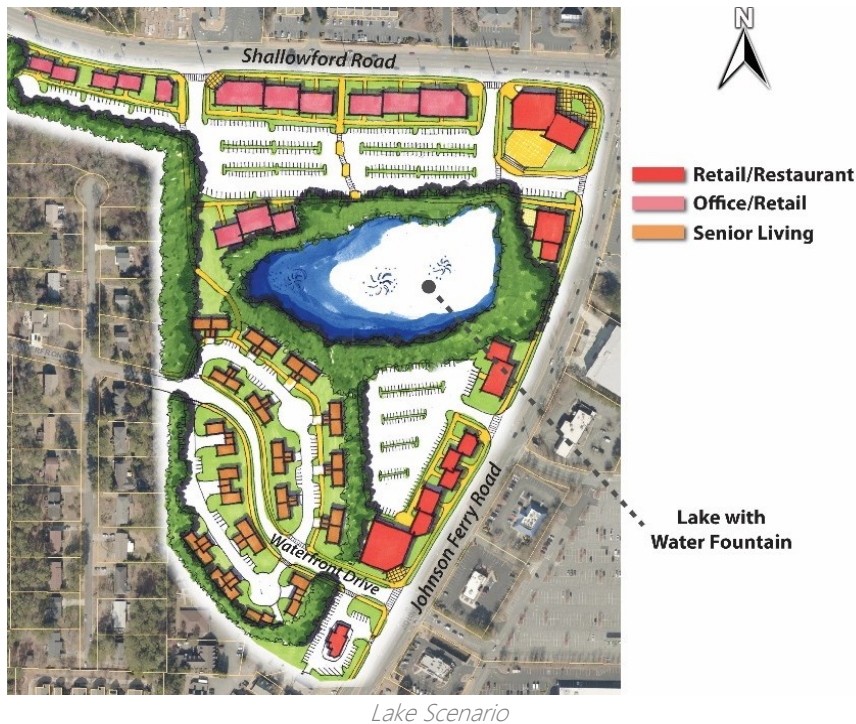 N
Shallowford Road
Retail/Restaurant
Office/Retail
Senior Living
Lake with
Water Fountain
Johnson Ferry Road
Waterfront Drive
Lake Scenario